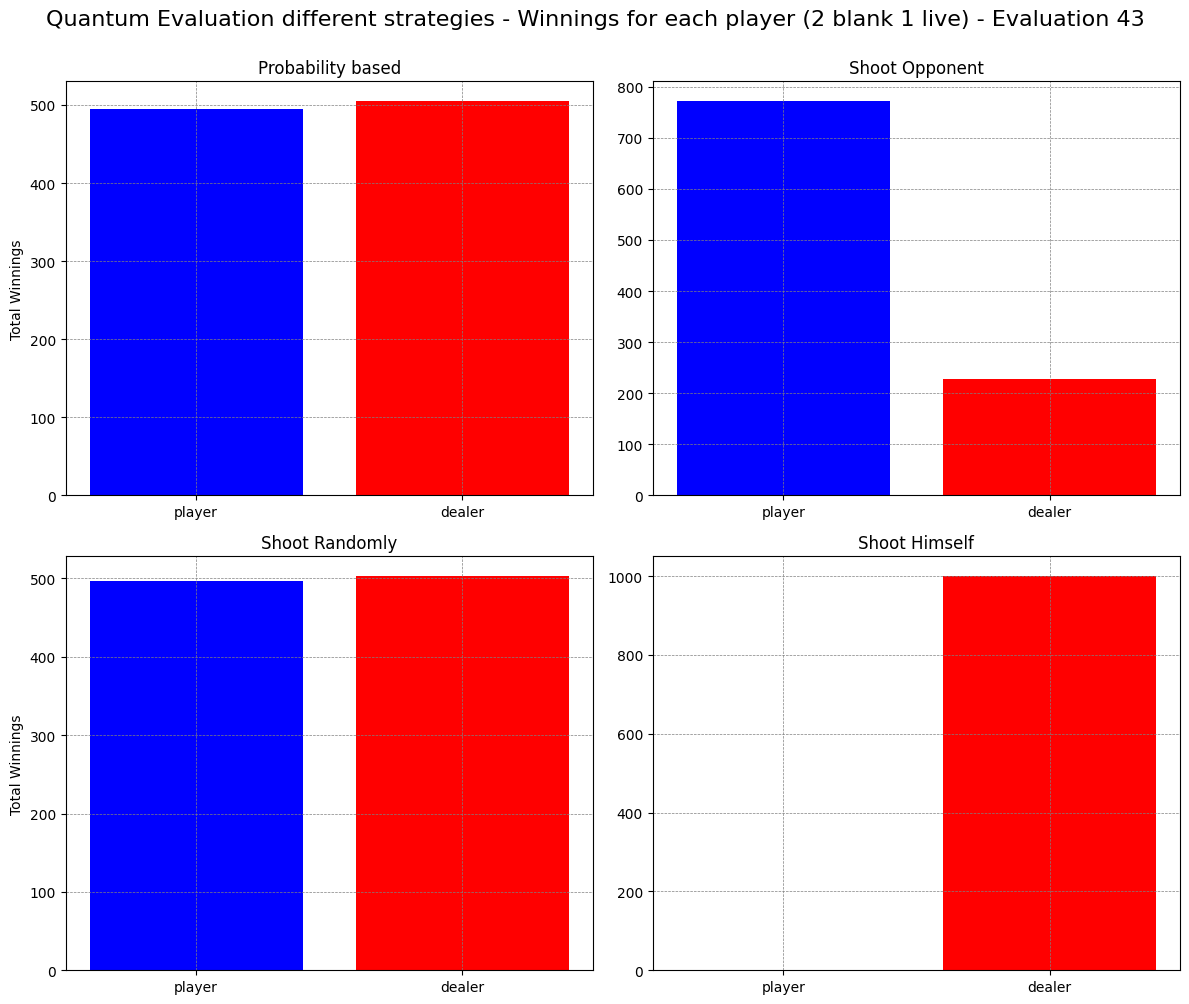 Quantum Evaluation different strategies - Winnings for each player (2 blank 1 live) - Evaluation 43
Probability based
Total Winnings
500
400
300
200
100
0
player dealer
Shoot Opponent
800
700
600
500
400
300
200
100
0
player dealer
Shoot Randomly
Total Winnings
500
400
300
200
100
0
player dealer
Shoot Himself
1000
800
600
400
200
0
player dealer